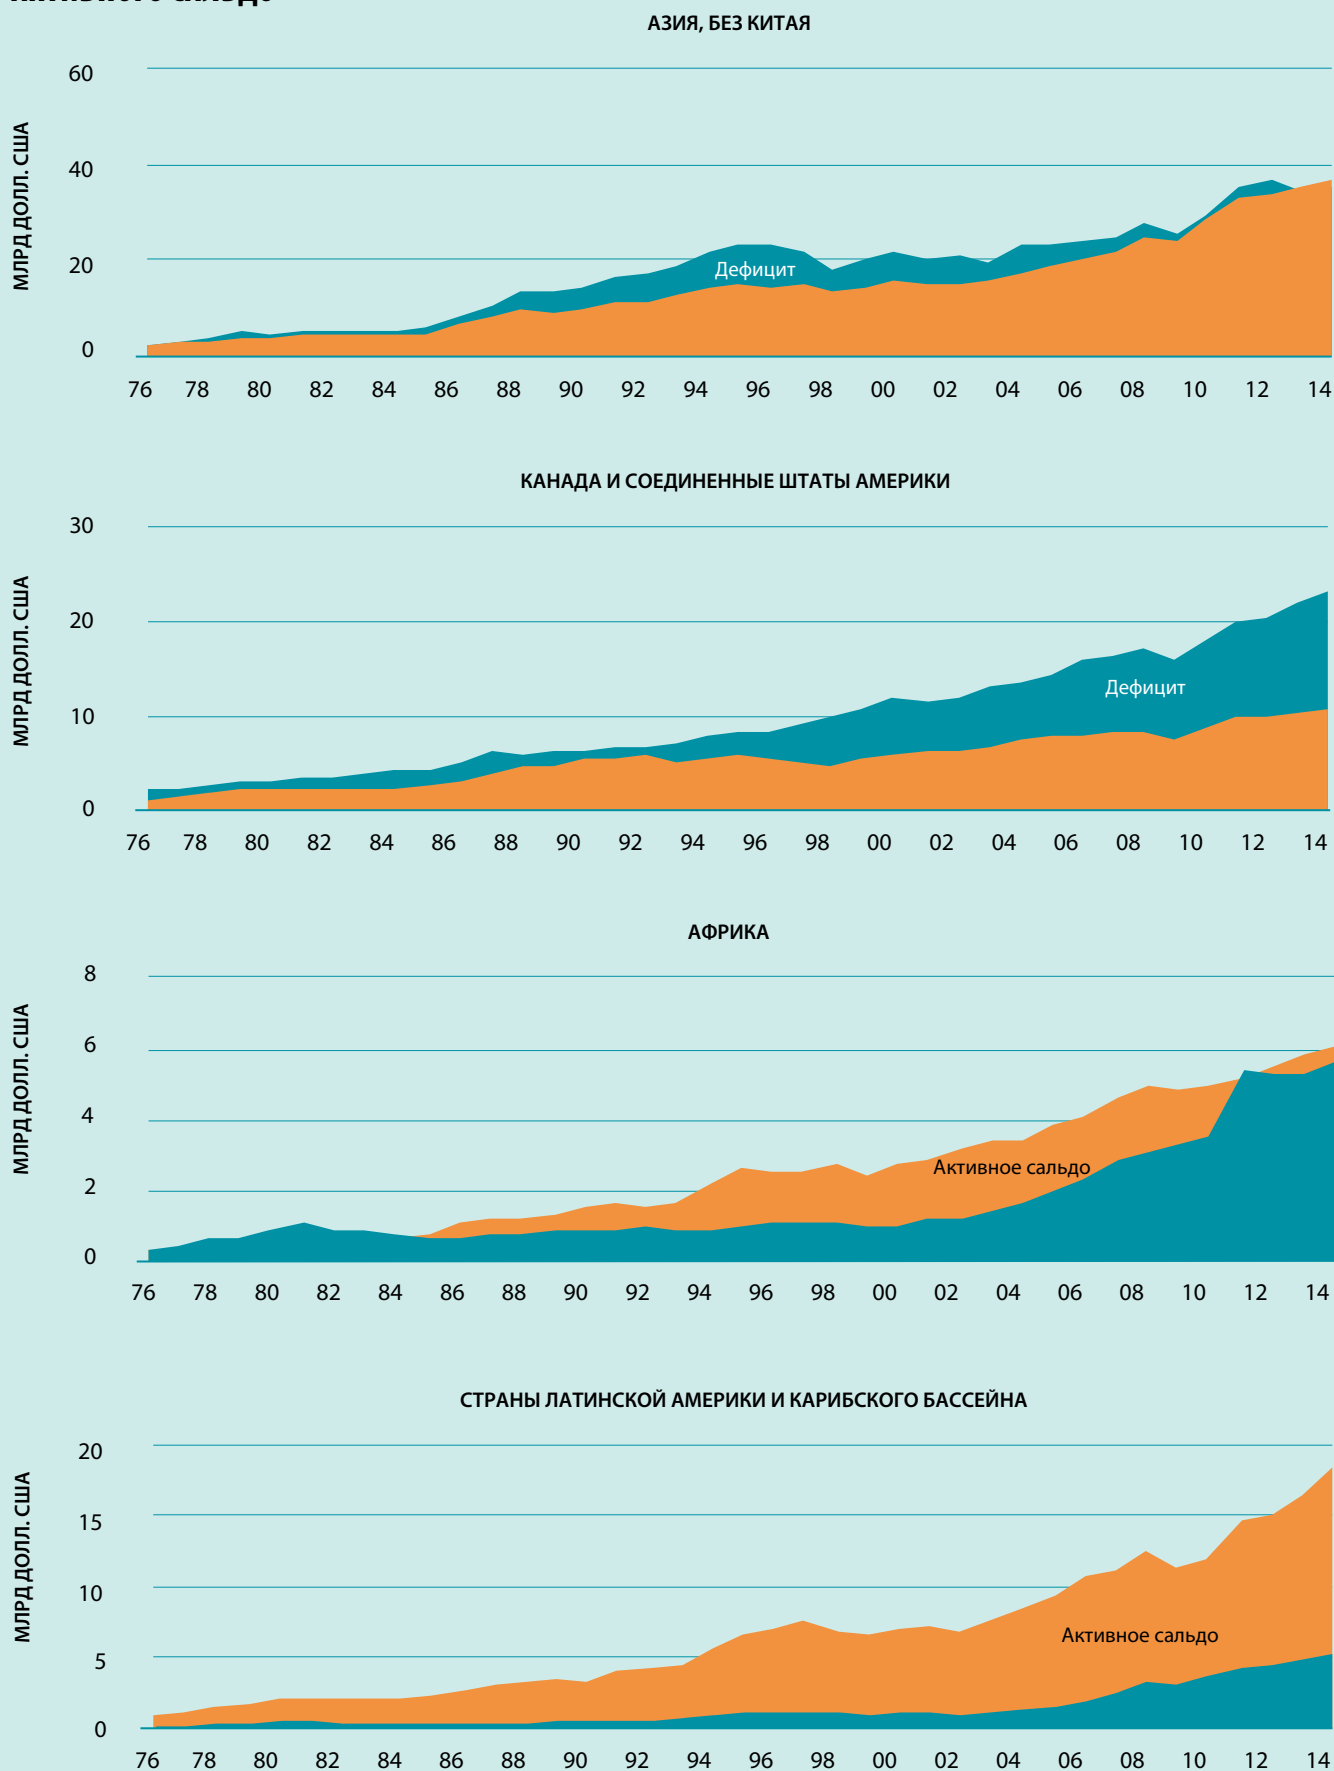 АЗИЯ, БЕЗ КИТАЯ
МЛРД ДОЛЛ. США
60
40
20
0
Дефицит
76 78 80 82 84 86 88 90 92 94 96 98 00 02 04 06 08 10 12 14
КАНАДА И СОЕДИНЕННЫЕ ШТАТЫ АМЕРИКИ
МЛРД ДОЛЛ. США
30
20
10
0
Дефицит
76 78 80 82 84 86 88 90 92 94 96 98 00 02 04 06 08 10 12 14
АФРИКА
МЛРД ДОЛЛ. США
8
6
4
2
0
Активное сальдо
76 78 80 82 84 86 88 90 92 94 96 98 00 02 04 06 08 10 12 14
СТРАНЫ ЛАТИНСКОЙ АМЕРИКИ И КАРИБСКОГО БАССЕЙНА
МЛРД ДОЛЛ. США
20
15
10
5
0
Активное сальдо
76 78 80 82 84 86 88 90 92 94 96 98 00 02 04 06 08 10 12 14